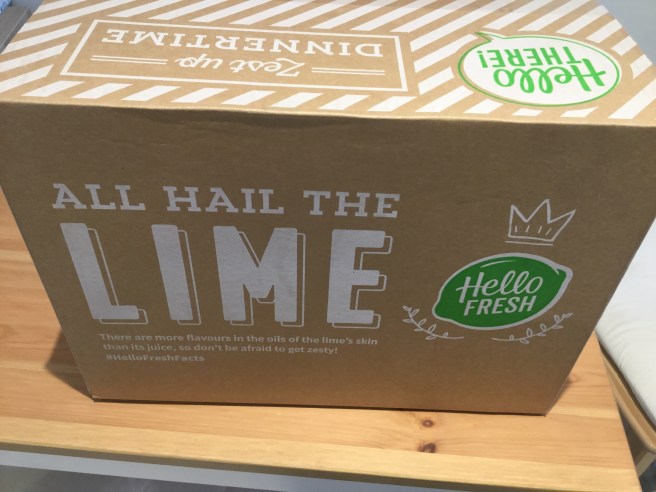 Zest up
DINNERTIME
Hello
THERE!
ALL HAIL THE
LIME
There are more flavours in the oils of the lime's skin
than its juice, so don't be afraid to get zesty!
#HelloFreshFacts
Hello
FRESH